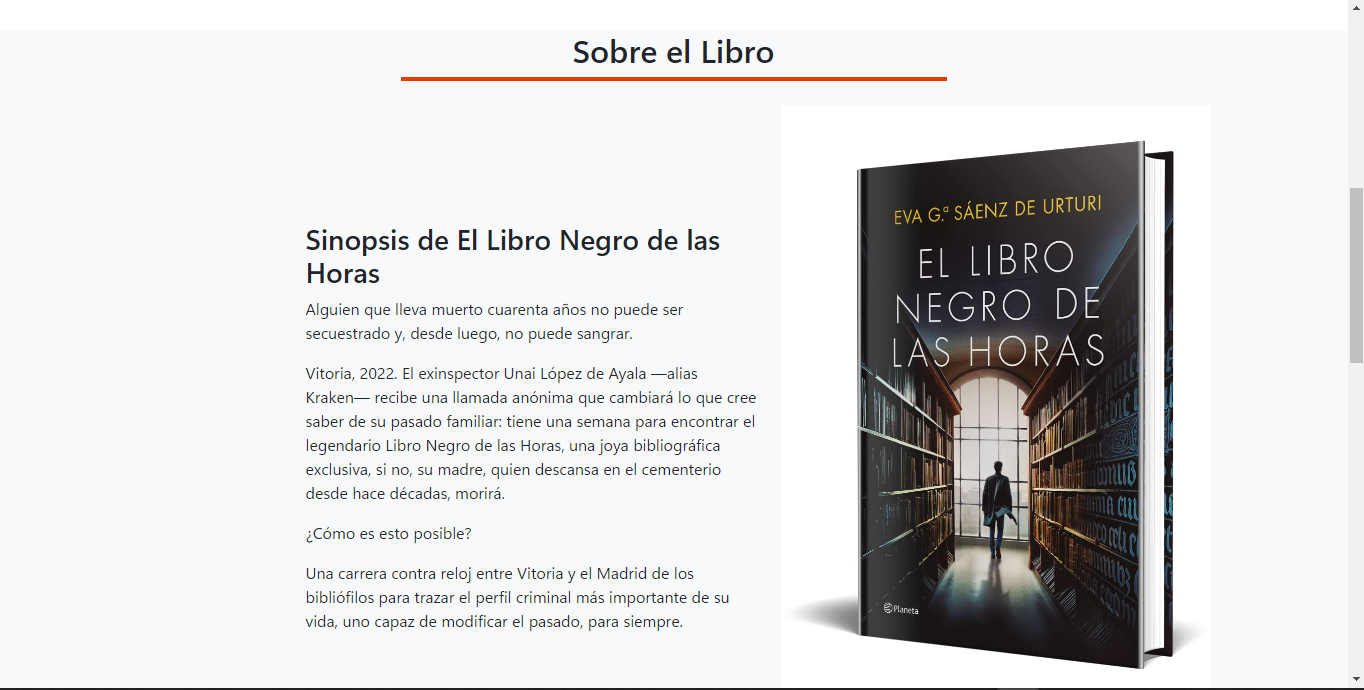 Sobre el Libro
Sinopsis de El Libro Negro de las
Horas
Alguien que lleva muerto cuarenta años no puede ser
secuestrado y, desde luego, no puede sangrar.
Vitoria, 2022. El exinspector Unai López de Ayala —alias
Kraken— recibe una llamada anónima que cambiará lo que cree
saber de su pasado familiar: tiene una semana para encontrar el
legendario Libro Negro de las Horas, una joya bibliográfica
exclusiva, si no, su madre, quien descansa en el cementerio
desde hace décadas, morirá.
¿Cómo es esto posible?
Una carrera contra reloj entre Vitoria y el Madrid de los
bibliófilos para trazar el perfil criminal más importante de su
vida, uno capaz de modificar el pasado, para siempre.
EVA G.ª SÁENZ DE URTURI
EL LIBRO
NEGRO DE
LAS HORAS
Planeta